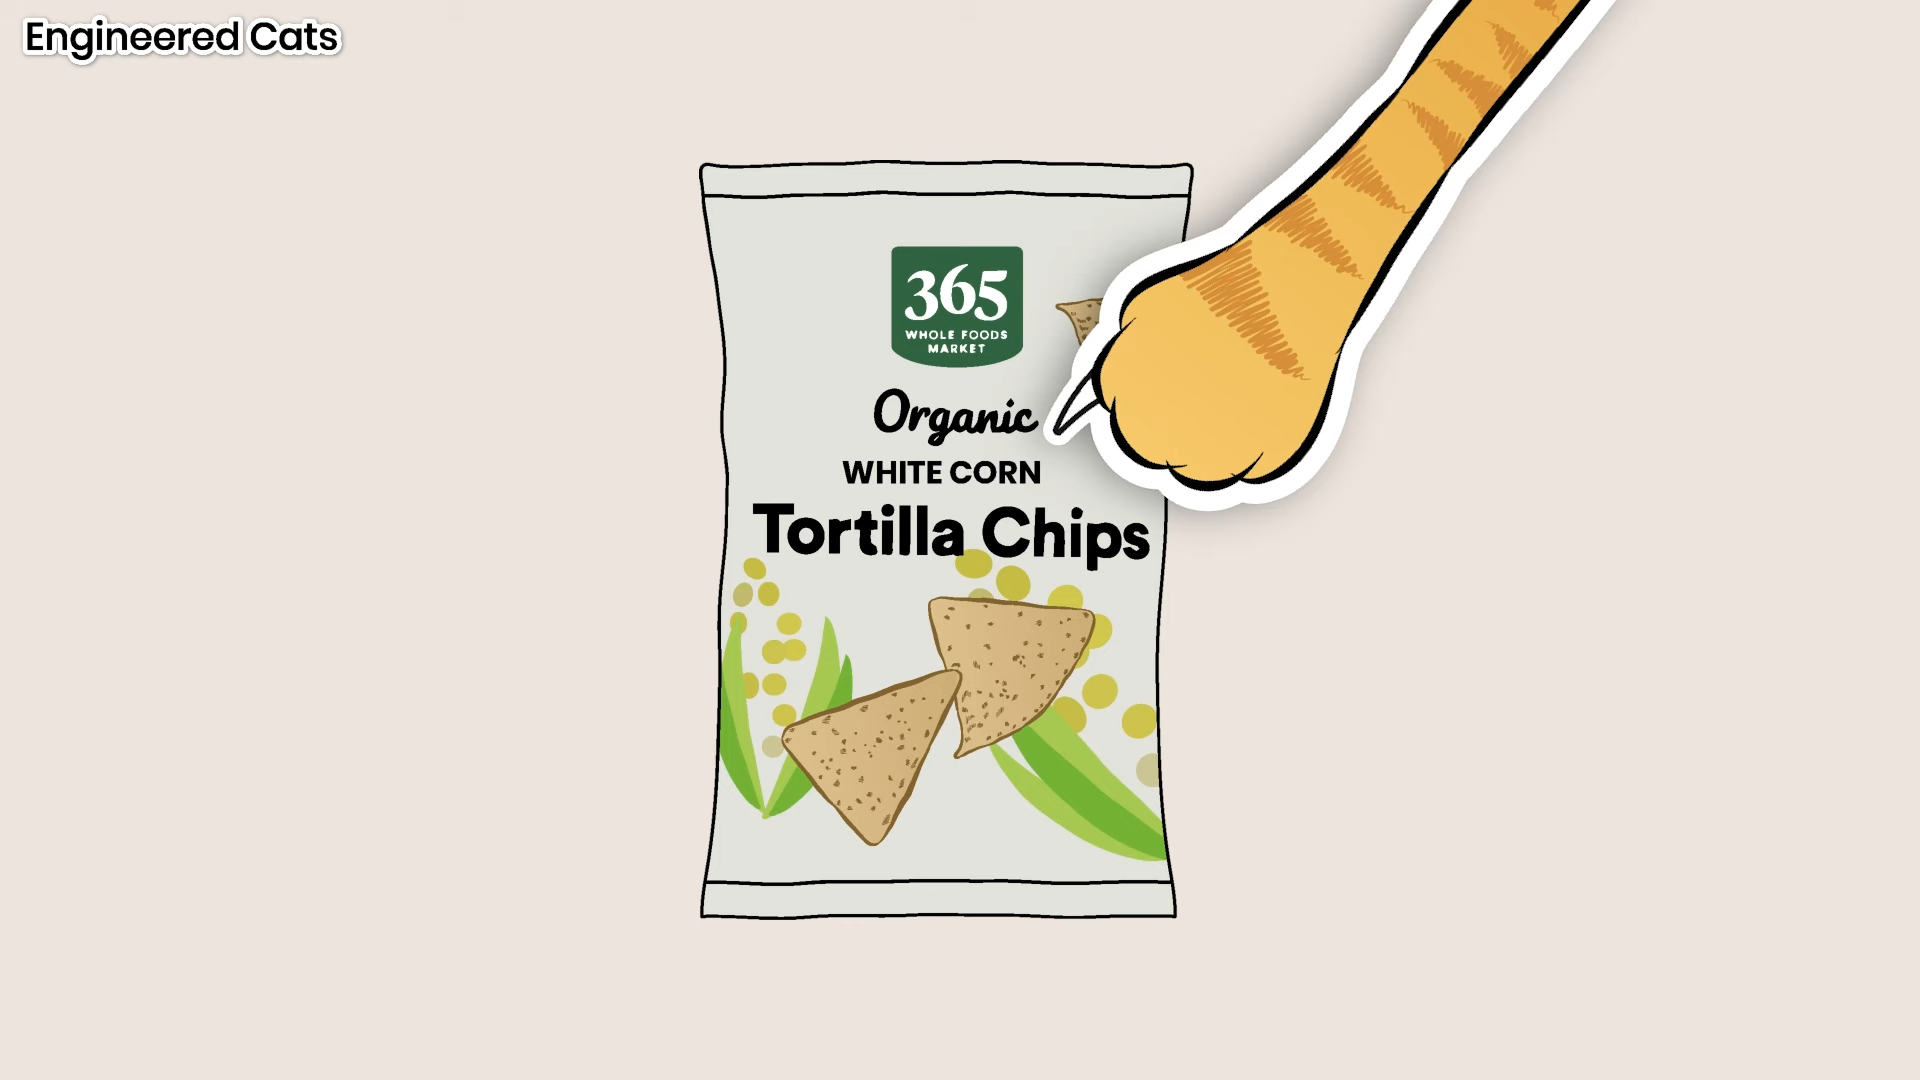 Engineered Cats
365
WHOLE FOODS
MARKET
Organic
WHITE CORN
Tortilla Chips